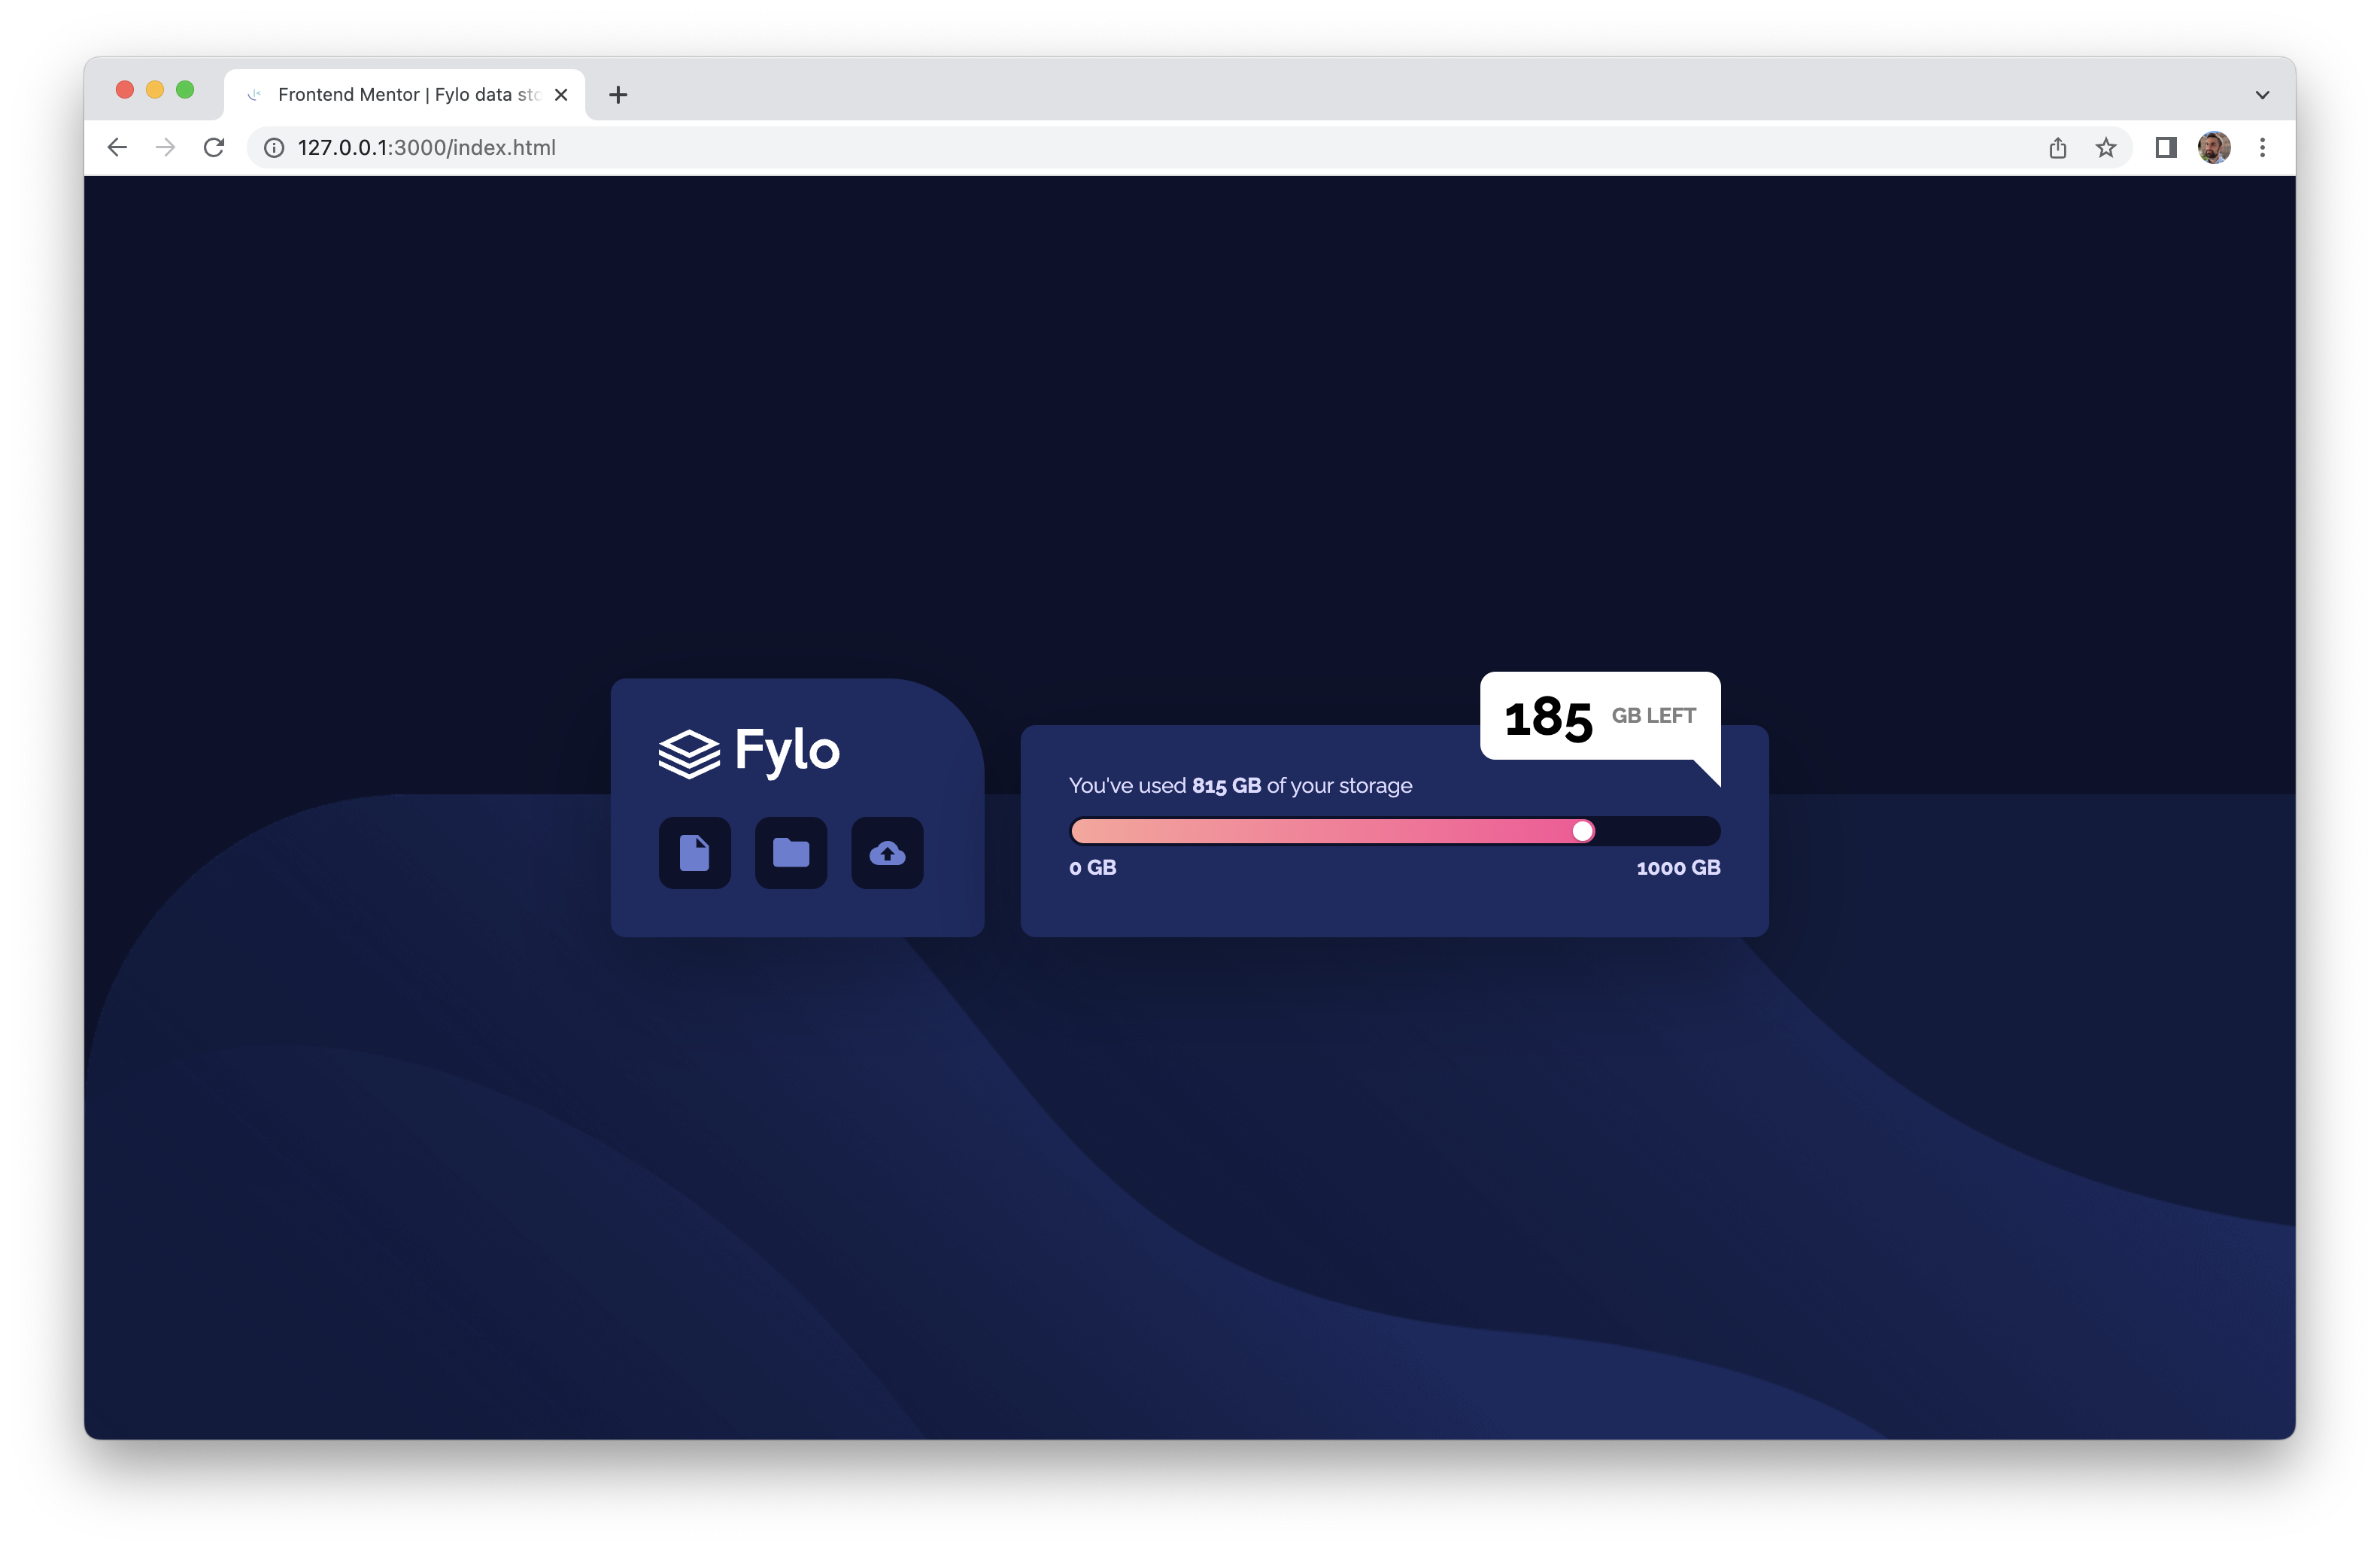 Frontend Mentor | Fylo data sto
127.0.0.1:3000/index.html
Fylo
185 GB LEFT
You've used 815 GB of your storage
0 GB
1000 GB